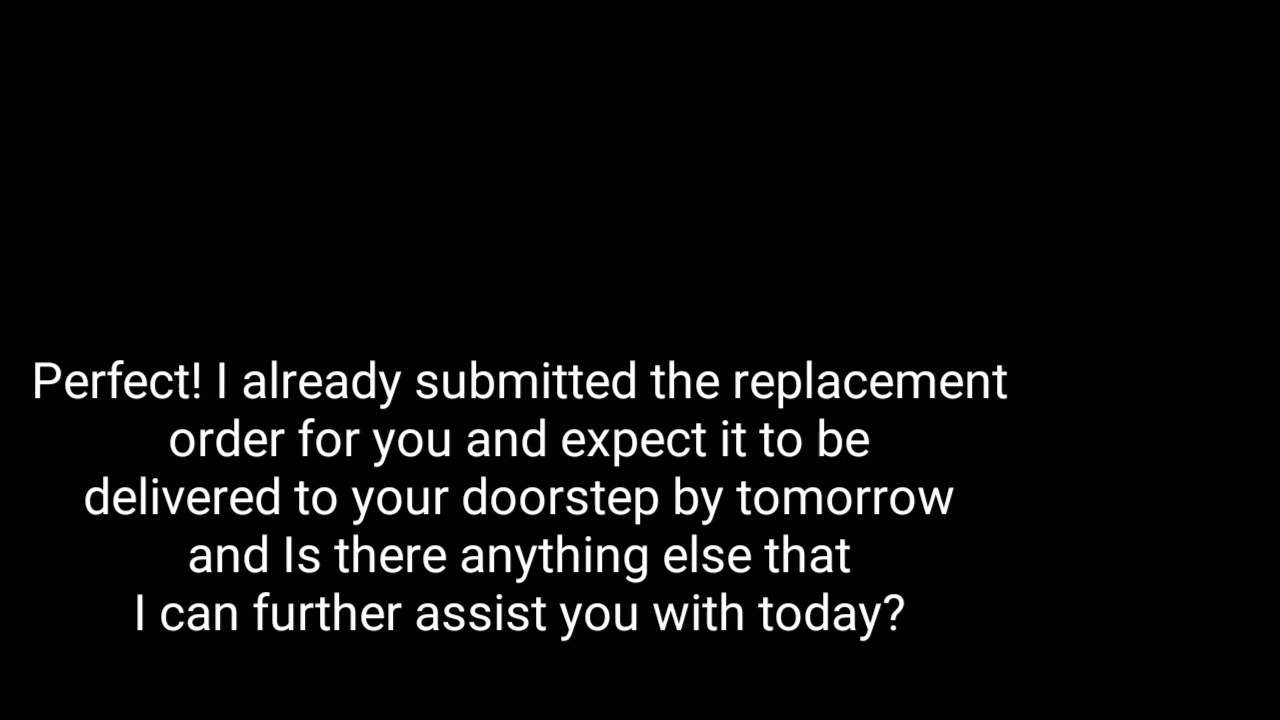 Perfect! I already submitted the replacement
order for you and expect it to be
delivered to your doorstep by tomorrow
and Is there anything else that
I can further assist you with today?